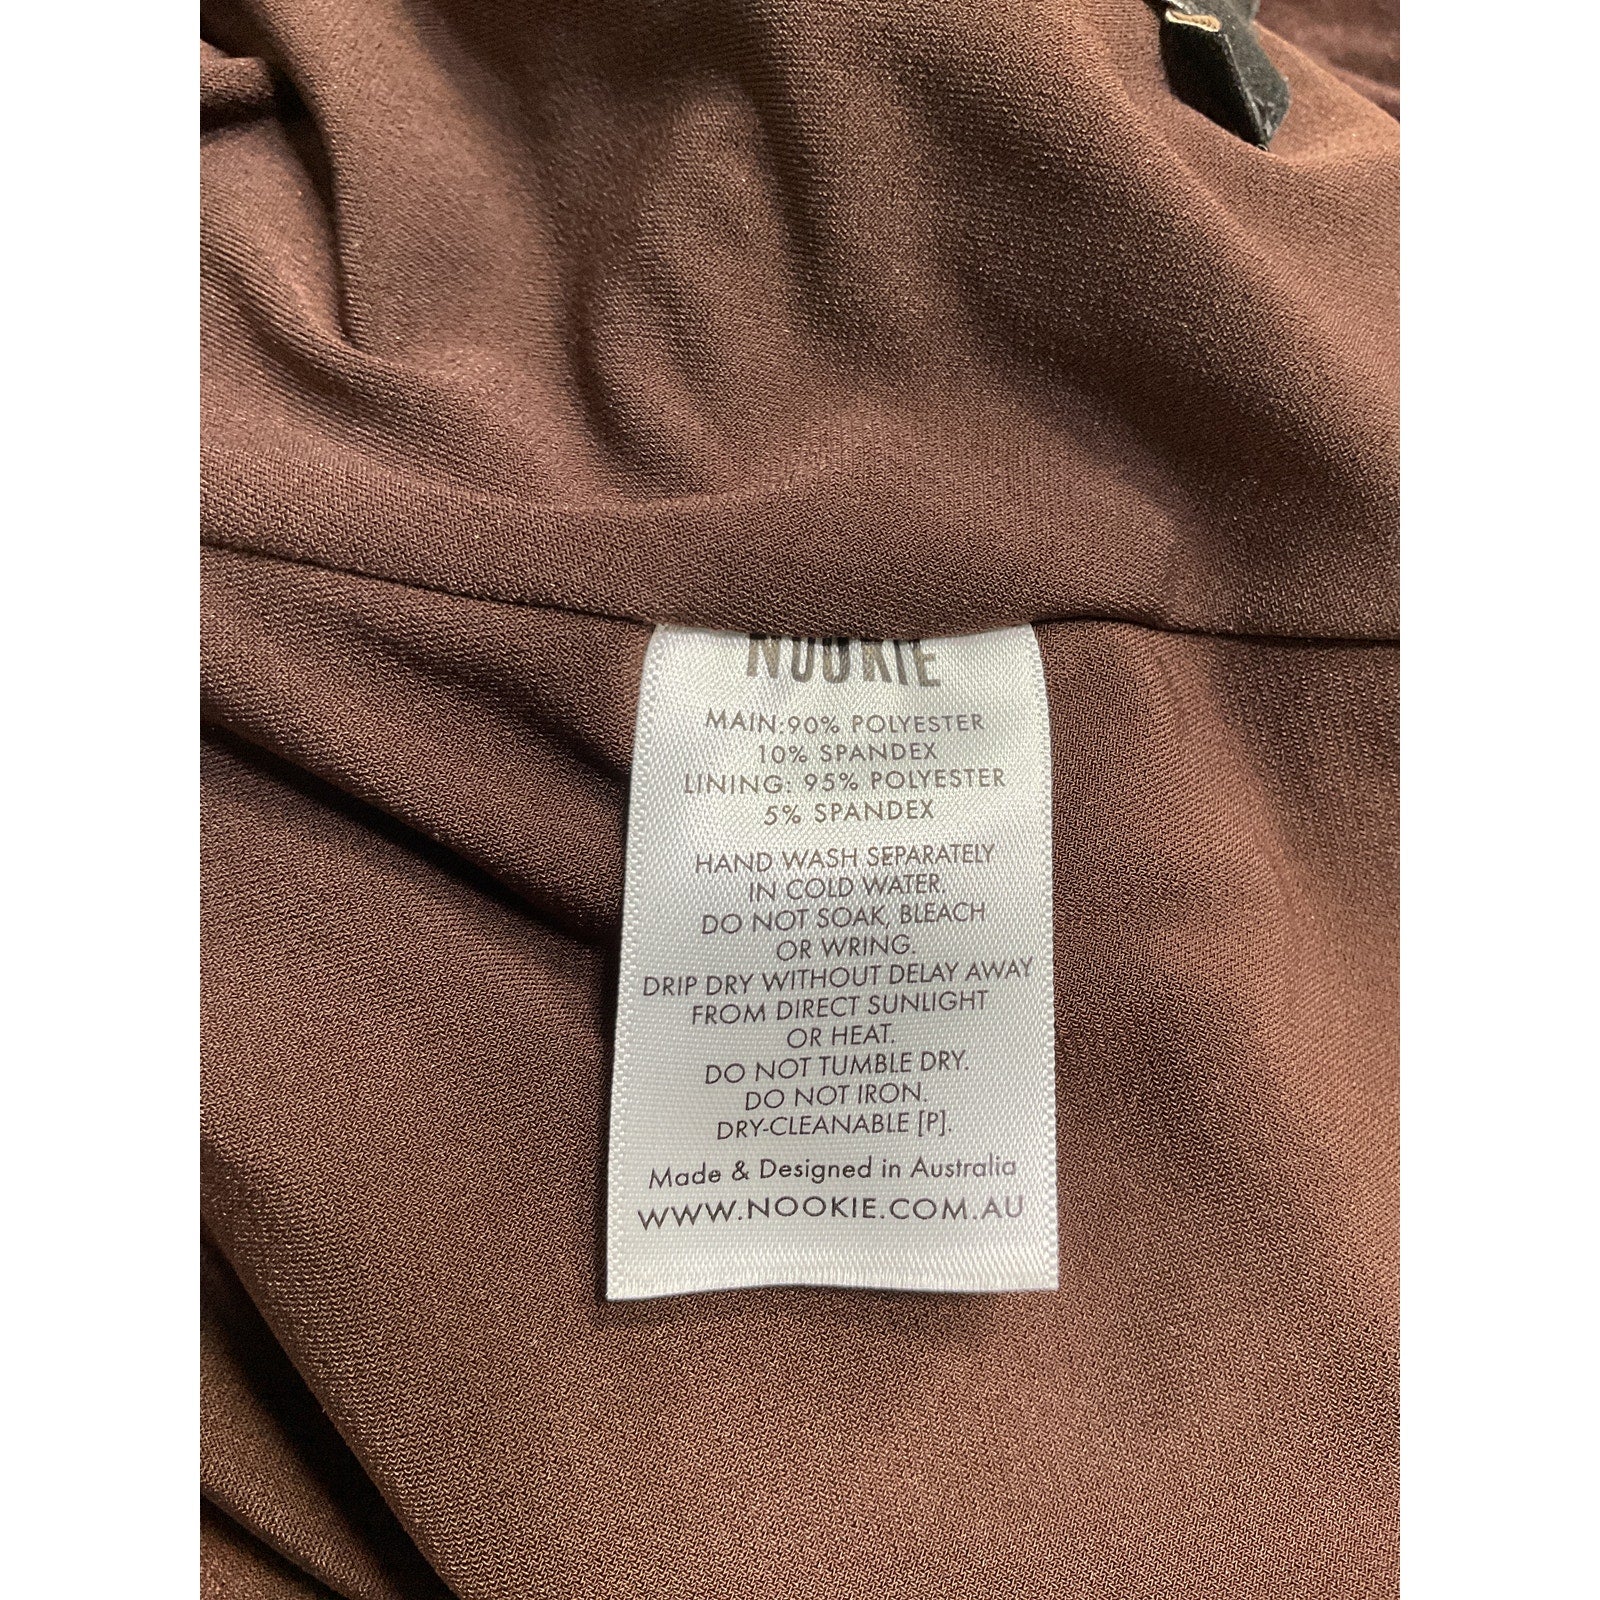 NOOKIE
MAIN:90% POLYESTER
10% SPANDEX
LINING: 95% POLYESTER
5% SPANDEX
HAND WASH SEPARATELY
IN COLD WATER.
DO NOT SOAK, BLEACH
OR WRING.
DRIP DRY WITHOUT DELAY AWAY
FROM DIRECT SUNLIGHT
OR HEAT.
DO NOT TUMBLE DRY.
DO NOT IRON.
DRY-CLEANABLE [P].
Made & Designed in Australia
WWW.NOOKIE.COM.AU